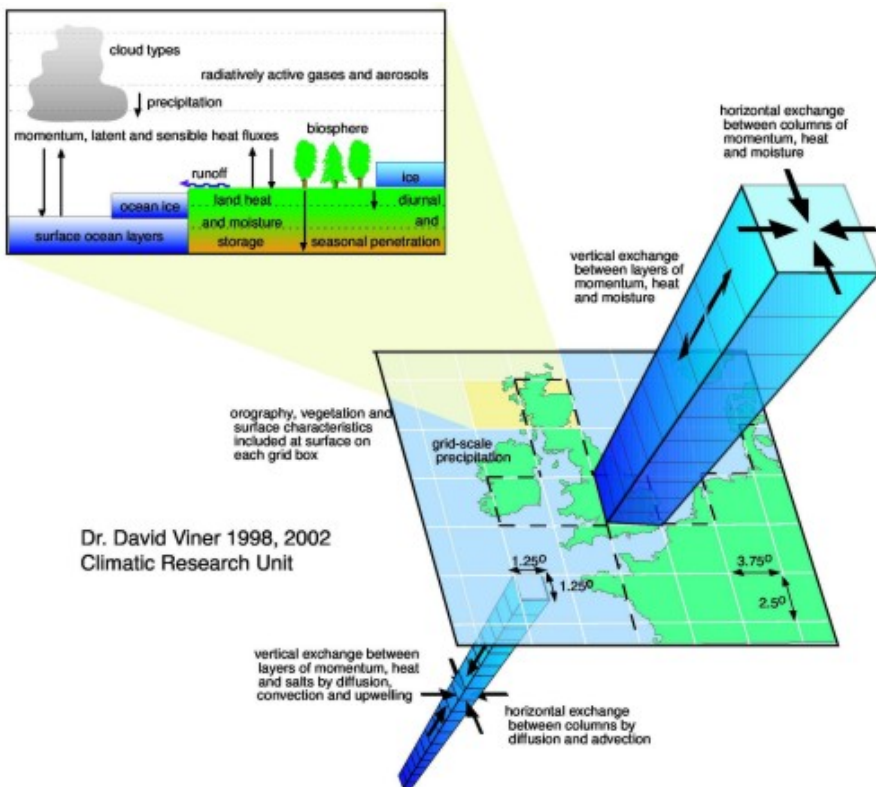 cloud types
radiatively active gases and aerosols
precipitation
momentum, latent and sensible heat fluxes
biosphere
runoff
ice
ocean ice
land heat
diurnal
and moisture
and
surface ocean layers
storage
seasonal penetration
horizontal exchange
between columns of
momentum, heat
and moisture
vertical exchange
between layers of
momentum, heat
and moisture
orography, vegetation and
surface characteristics
included at surface on
each grid box
grid-scale
precipitation
Dr. David Viner 1998, 2002
Climatic Research Unit
1.25º
1.25º
3.75º
2.5º
vertical exchange between
layers of momentum, heat
and salts by diffusion,
convection and upwelling
horizontal exchange
between columns by
diffusion and advection